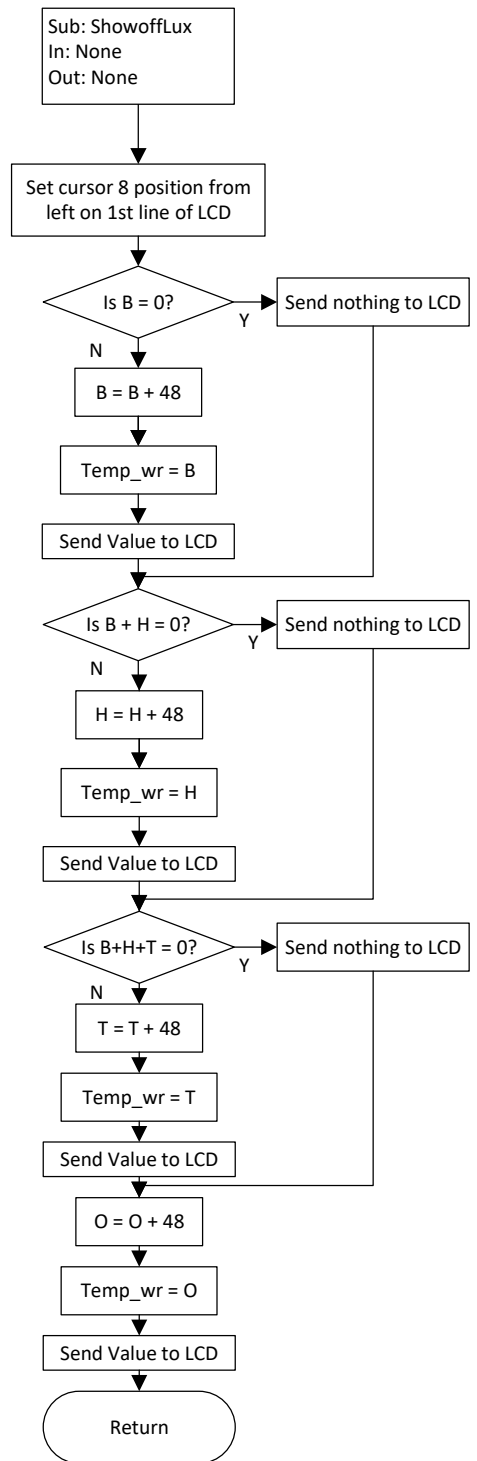 Sub: ShowoffLux
In: None
Out: None
Set cursor 8 position from
left on 1st line of LCD
Is B = 0?
Y
Send nothing to LCD
N
B = B + 48
Temp_wr = B
Send Value to LCD
Is B + H = 0?
Y
Send nothing to LCD
N
H = H + 48
Temp_wr = H
Send Value to LCD
Is B+H+T = 0?
Y
Send nothing to LCD
N
T = T + 48
Temp_wr = T
Send Value to LCD
O = O + 48
Temp_wr = O
Send Value to LCD
Return